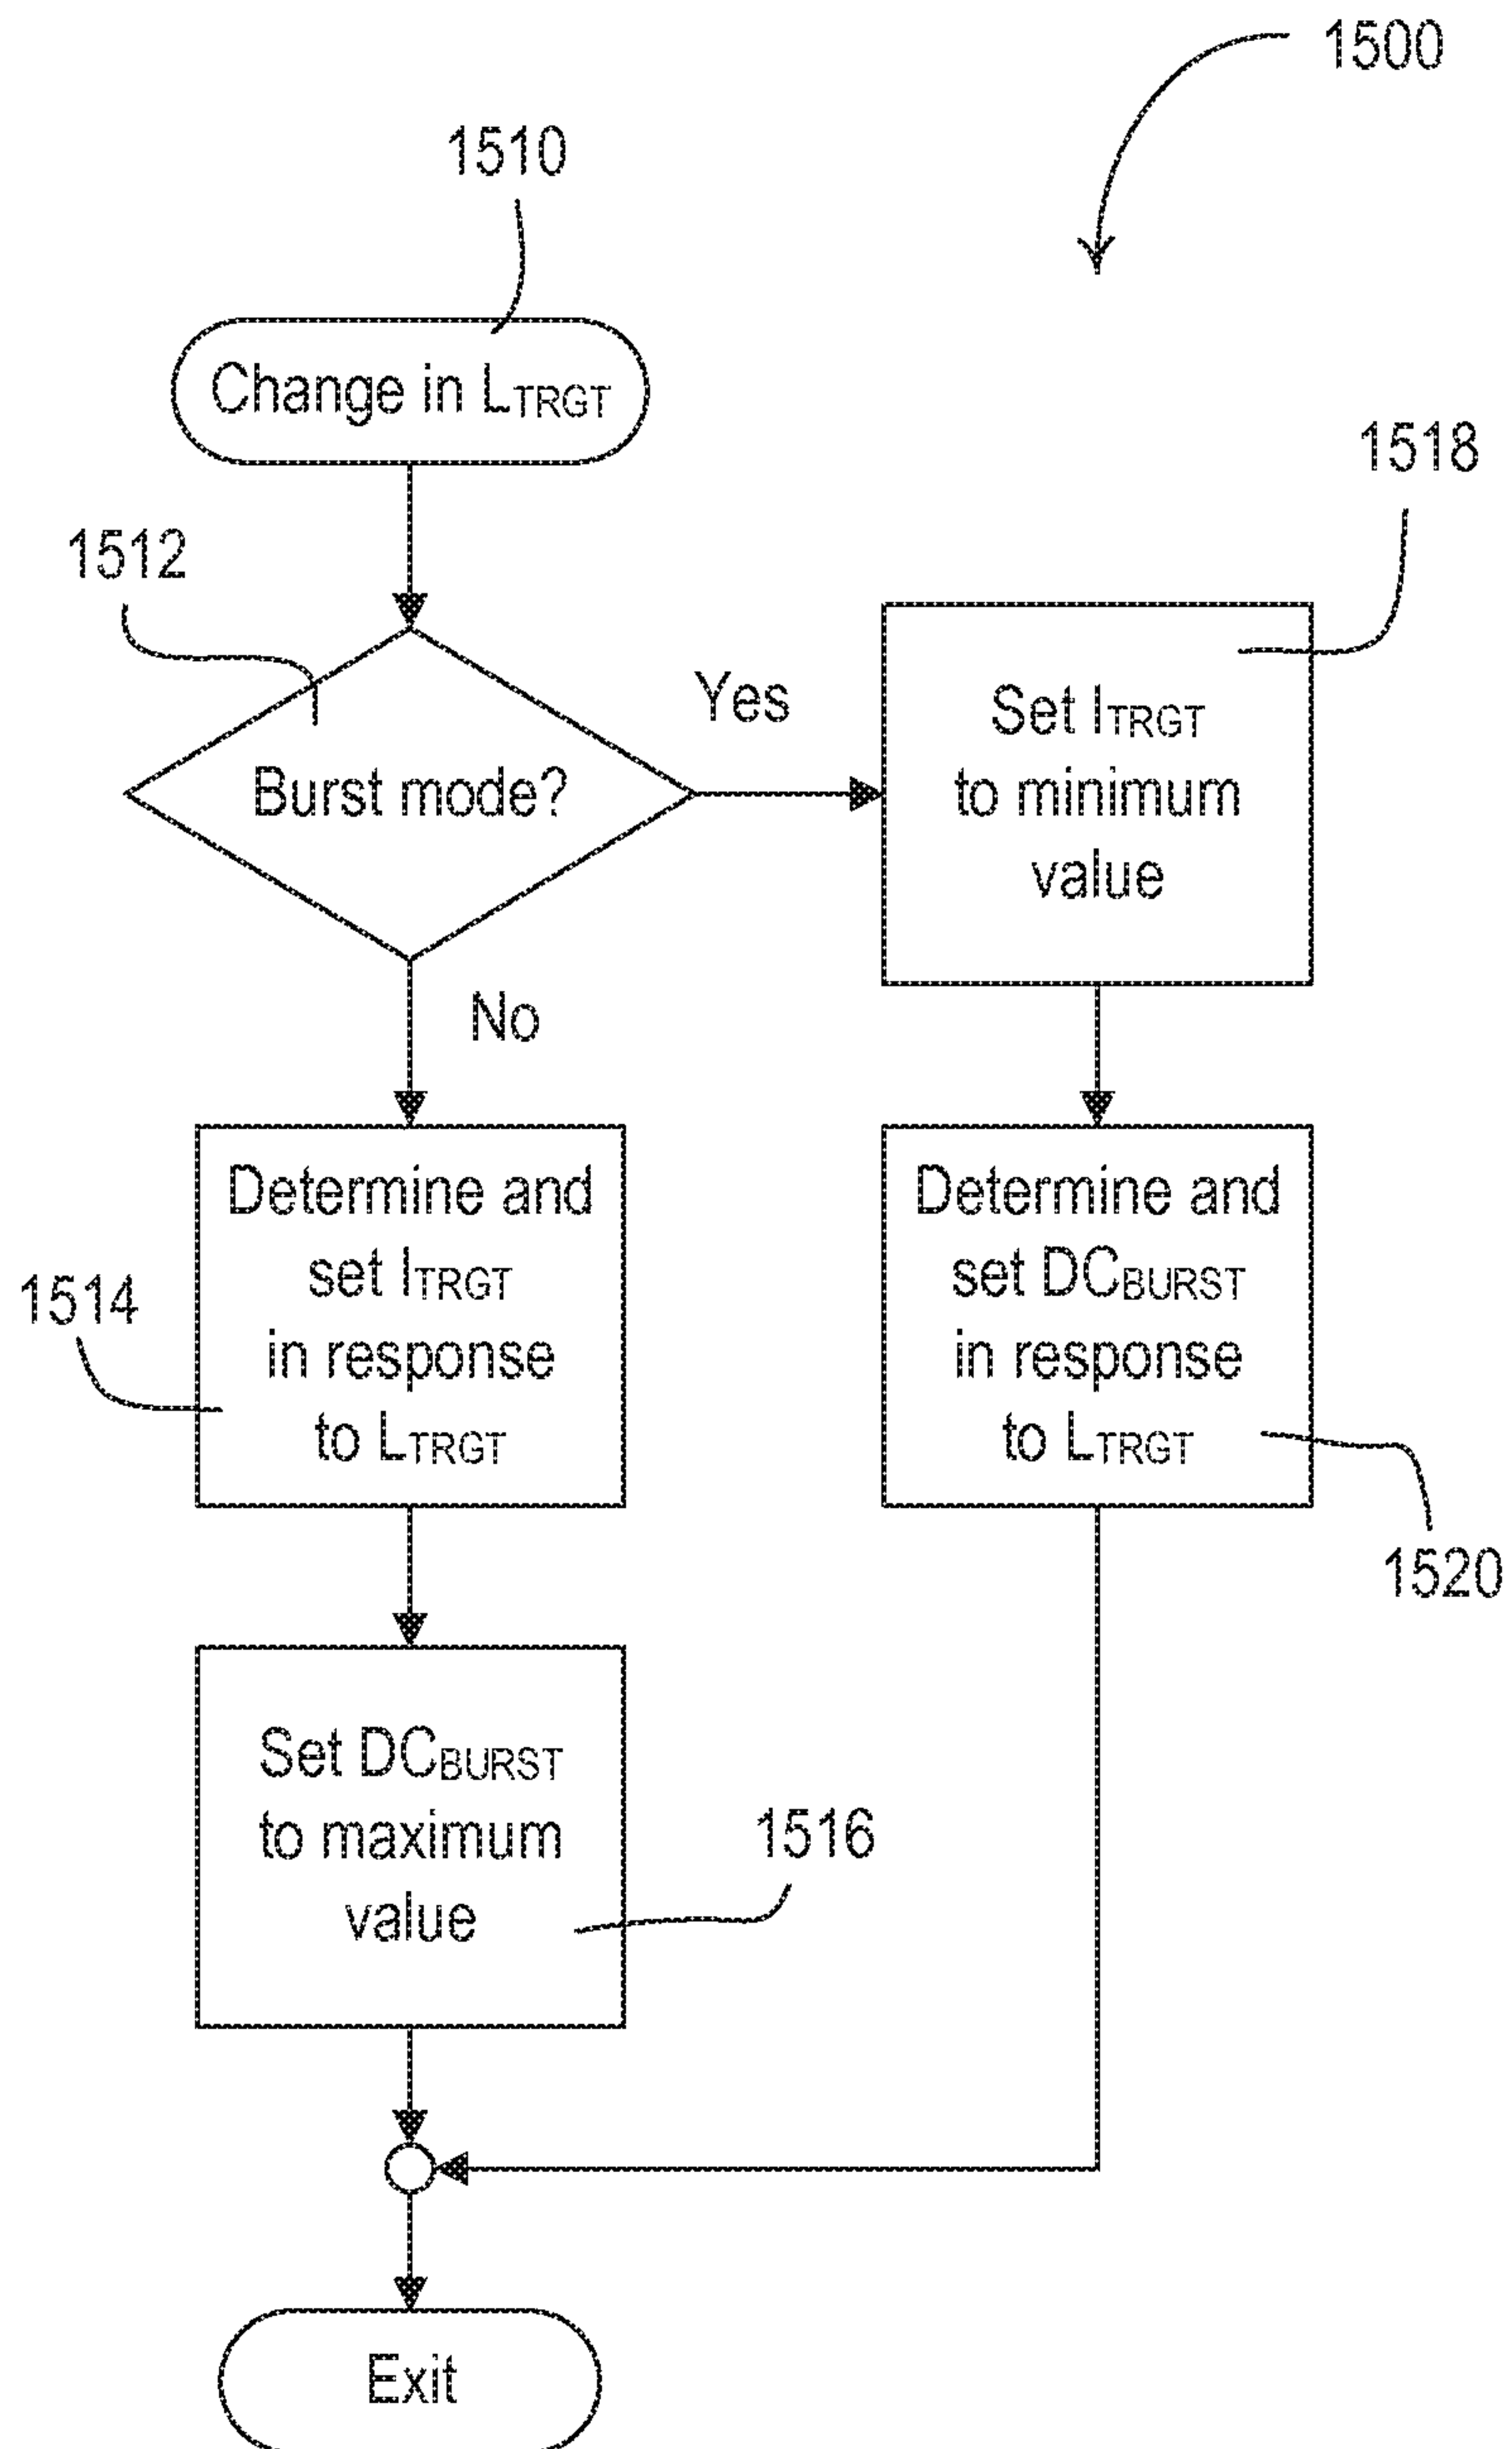 1500
1510
Change in LTRGT
1518
1512
Yes
Set ITRGT
to minimum
value
Burst mode?
No
Determine and
set ITRGT
in response
to LTRGT
1514
Determine and
set DCBURST
in response
to LTRGT
1520
Set DCBURST
to maximum
value
1516
Exit